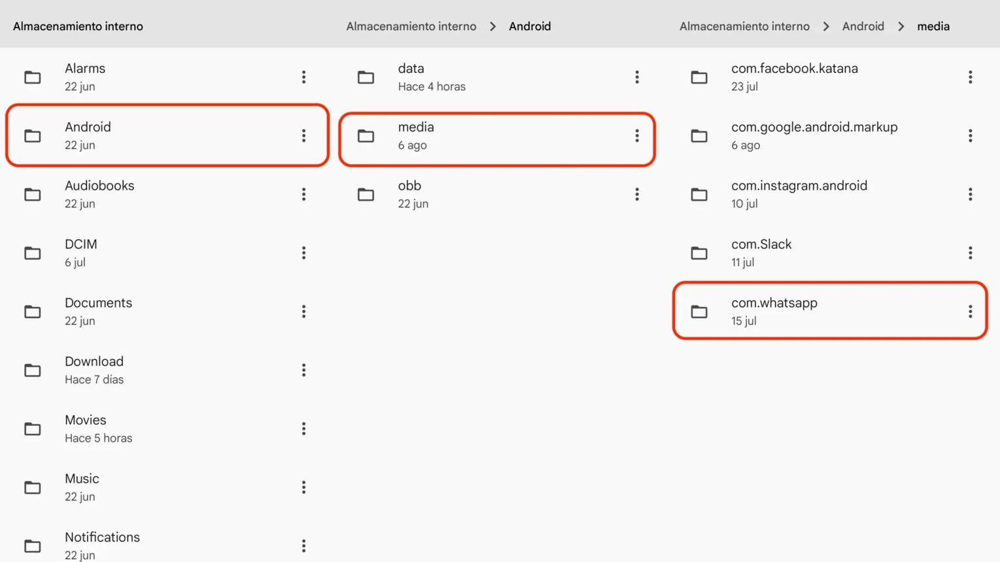 Almacenamiento interno
Alarms
22 jun
Android
22 jun
Audiobooks
22 jun
DCIM
6 jul
Documents
22 jun
Download
Hace 7 días
Movies
Hace 5 horas
Music
22 jun
Notifications
22 jun
Almacenamiento interno > Android
data
Hace 4 horas
media
6 ago
obb
22 jun
Almacenamiento interno > Android > media
com.facebook.katana
23 jul
com.google.android.markup
6 ago
com.instagram.android
10 jul
com.Slack
11 jul
com.whatsapp
15 jul